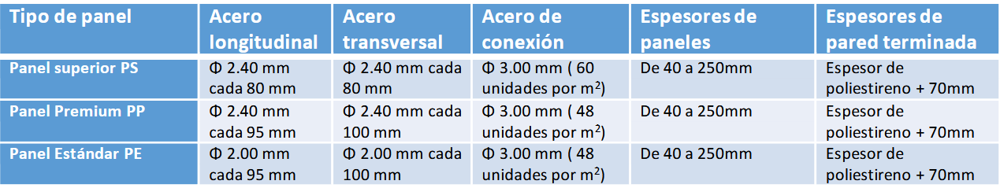 Tipo de panel
Acero
longitudinal
Acero
transversal
Acero de
conexión
Espesores de
paneles
Espesores de
pared terminada
Panel superior PS
Φ 2.40 mm
cada 80 mm
Φ 2.40 mm cada
80 mm
Φ 3.00 mm ( 60
unidades por m²)
De 40 a 250mm
Espesor de
poliestireno + 70mm
Panel Premium PP
Φ 2.40 mm
cada 95 mm
Φ 2.40 mm cada
100 mm
Φ 3.00 mm ( 48
unidades por m²)
De 40 a 250mm
Espesor de
poliestireno + 70mm
Panel Estándar PE
Φ 2.00 mm
cada 95 mm
Φ 2.00 mm cada
100 mm
Φ 3.00 mm ( 48
unidades por m²)
De 40 a 250mm
Espesor de
poliestireno + 70mm